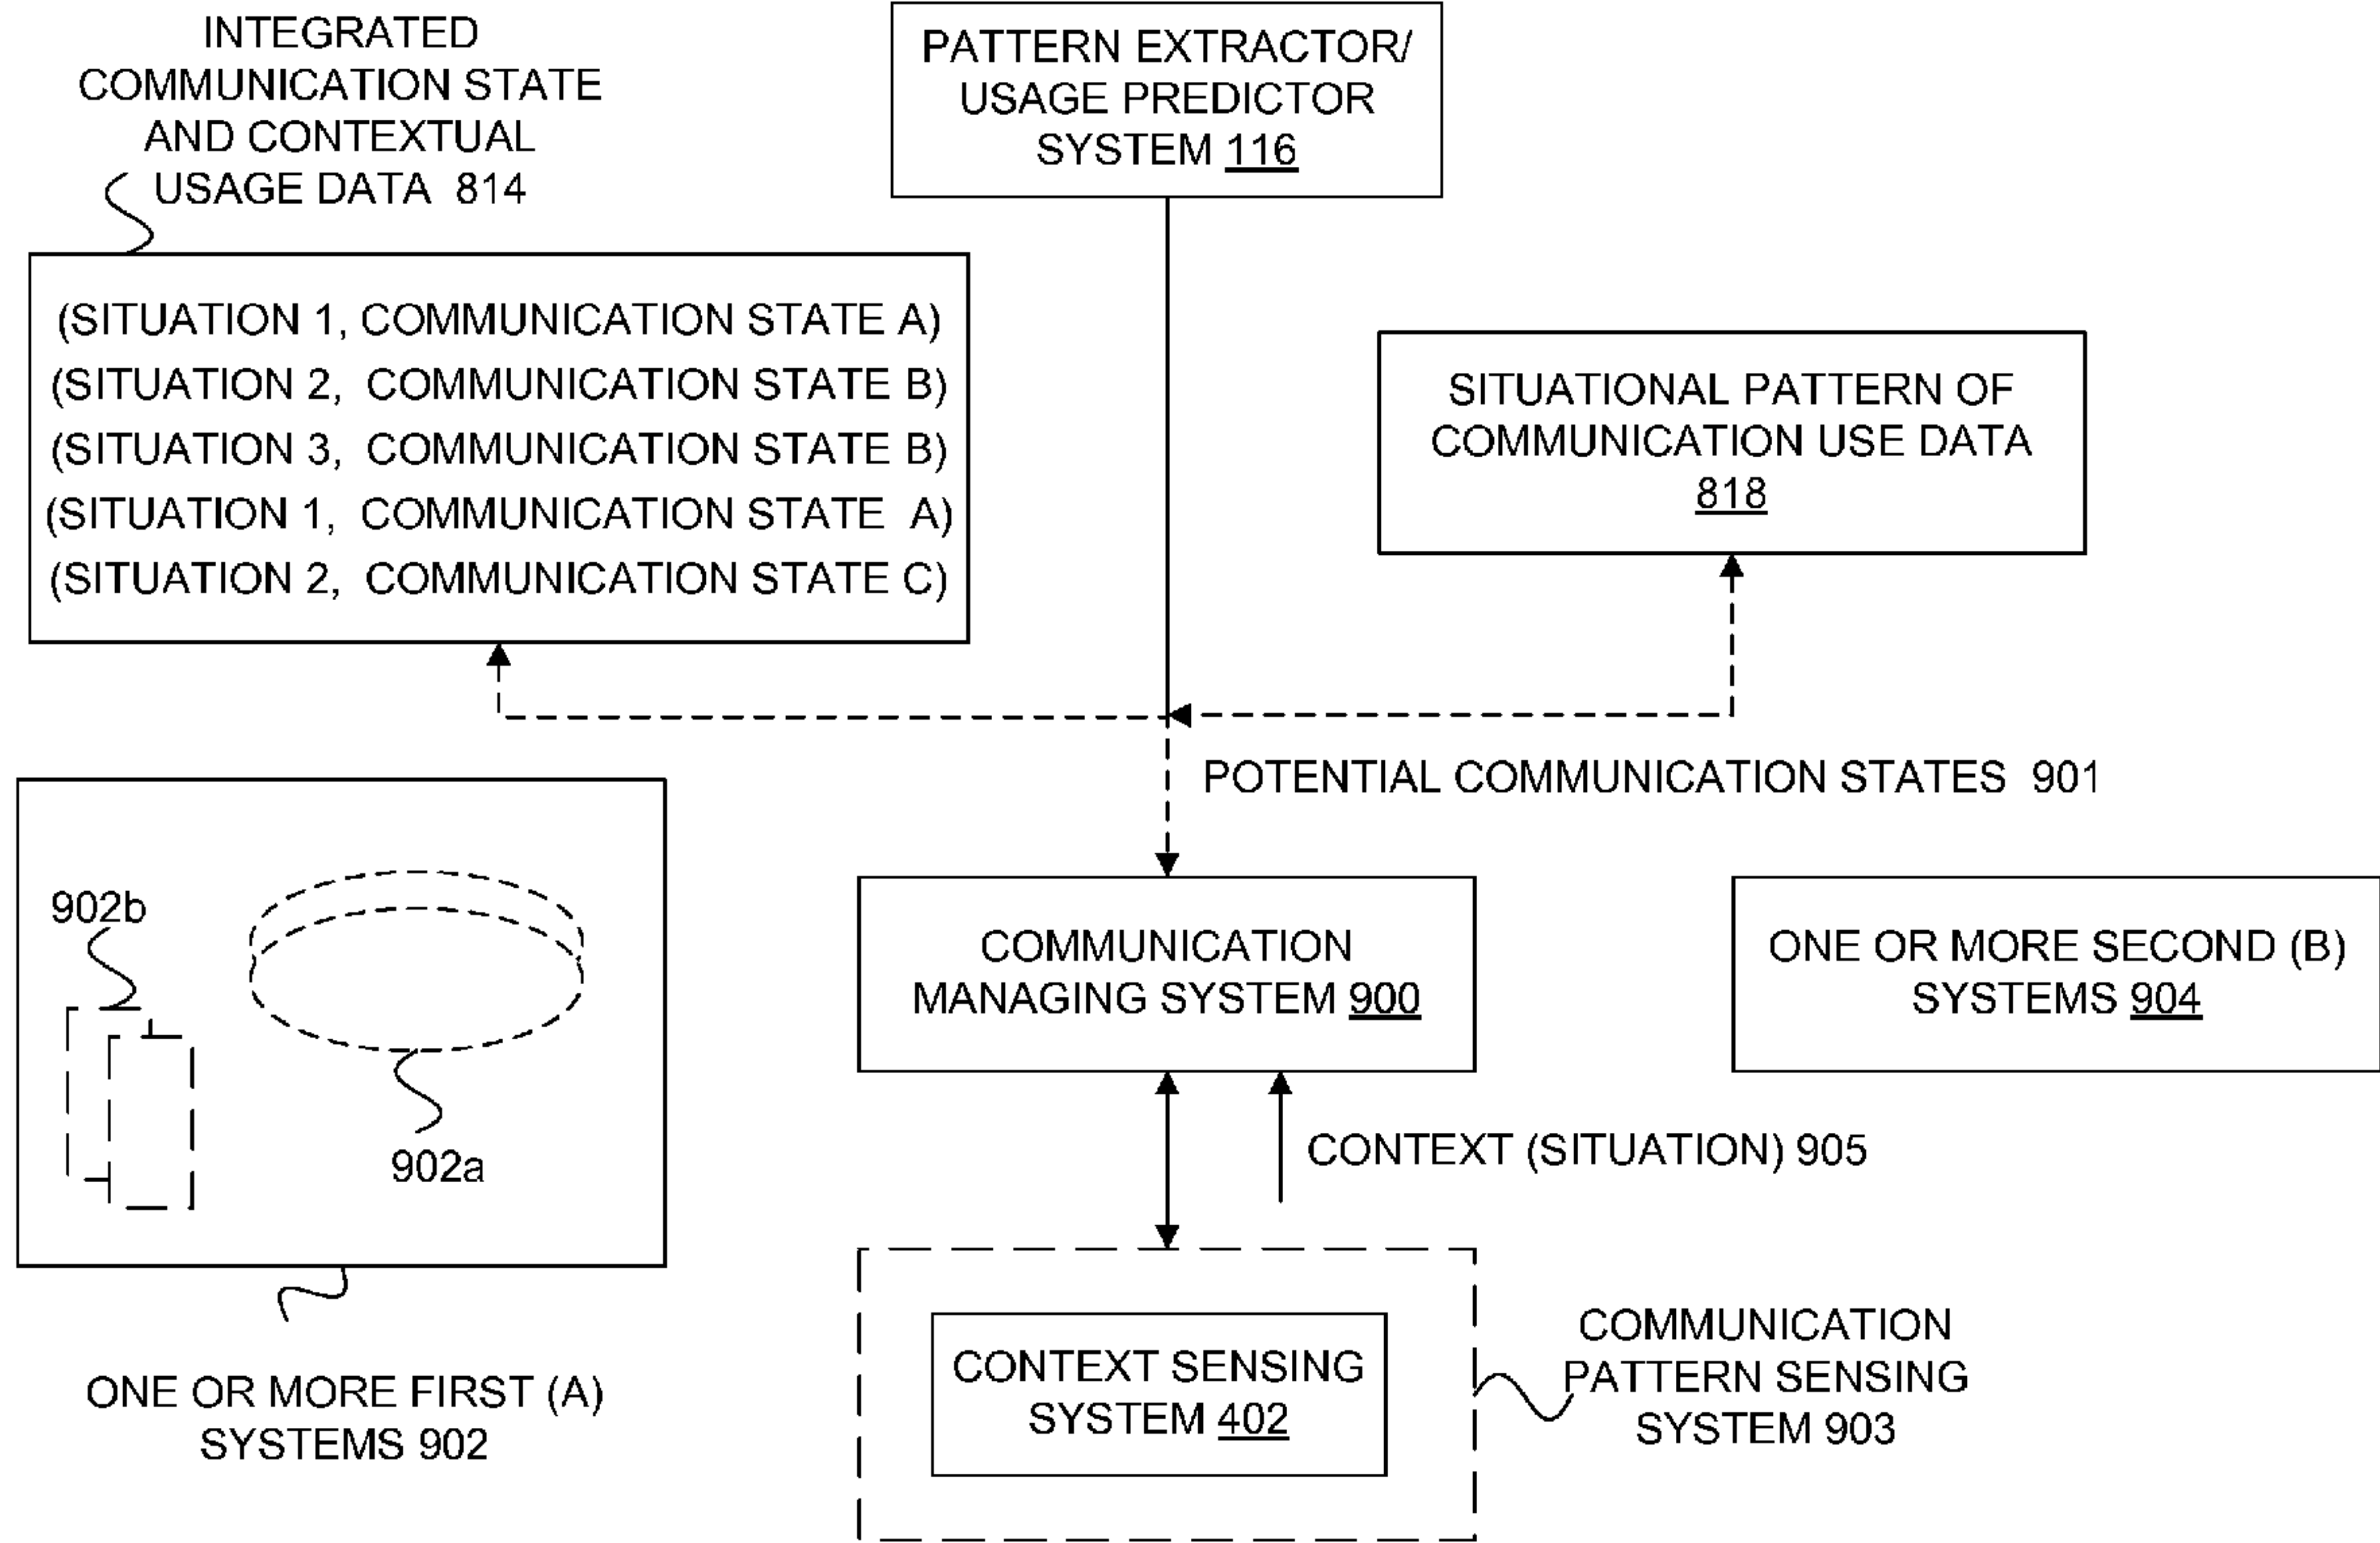 INTEGRATED
COMMUNICATION STATE
AND CONTEXTUAL
USAGE DATA 814
PATTERN EXTRACTOR/
USAGE PREDICTOR
SYSTEM 116
(SITUATION 1, COMMUNICATION STATE A)
(SITUATION 2, COMMUNICATION STATE B)
(SITUATION 3, COMMUNICATION STATE B)
(SITUATION 1, COMMUNICATION STATE A)
(SITUATION 2, COMMUNICATION STATE C)
SITUATIONAL PATTERN OF
COMMUNICATION USE DATA
818
POTENTIAL COMMUNICATION STATES 901
902b
902a
ONE OR MORE FIRST (A)
SYSTEMS 902
COMMUNICATION
MANAGING SYSTEM 900
ONE OR MORE SECOND (B)
SYSTEMS 904
CONTEXT (SITUATION) 905
CONTEXT SENSING
SYSTEM 402
COMMUNICATION
PATTERN SENSING
SYSTEM 903